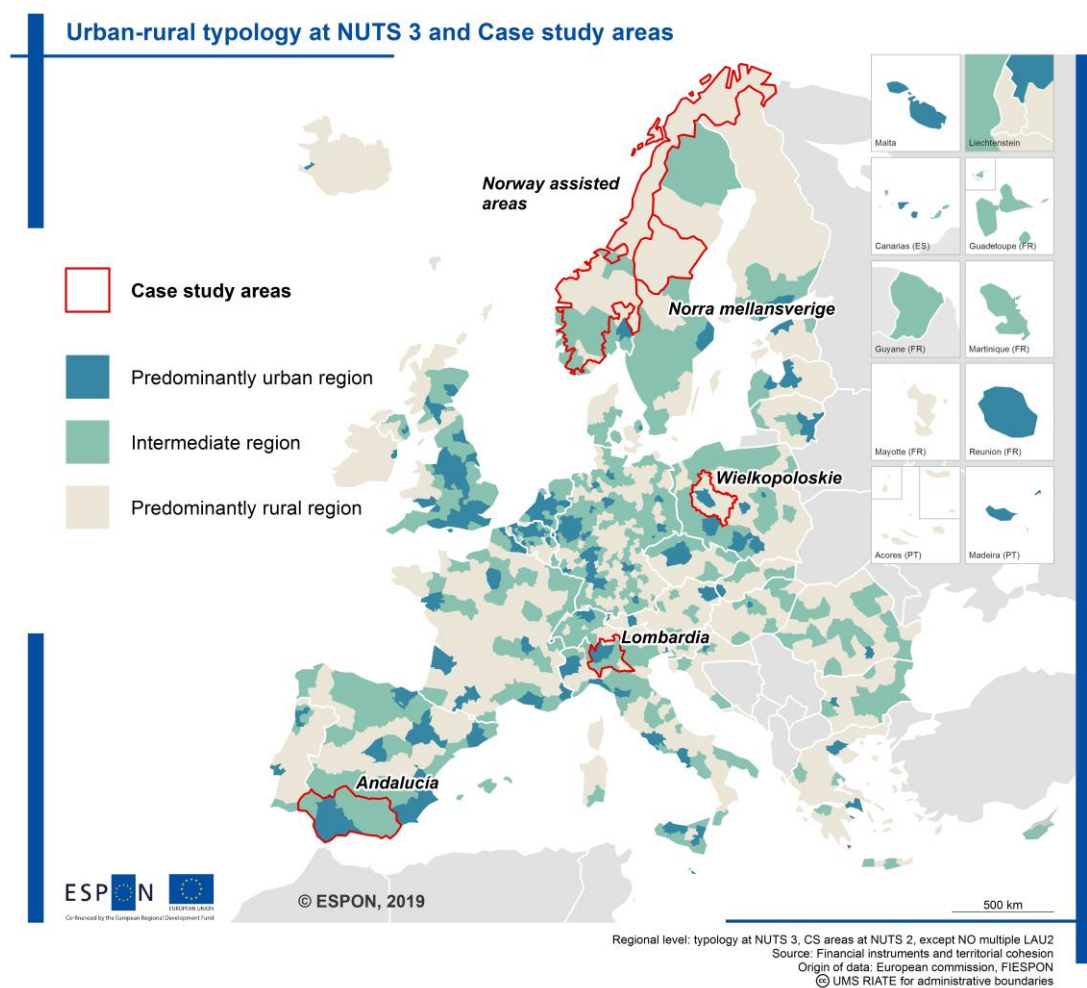 Urban-rural typology at NUTS 3 and Case study areas
Malta
Liechtenstein
Norway assisted
areas
Canarias (ES)
Guadeloupe (FR)
Case study areas
Norra mellansverige
Guyane (FR)
Martinique (FR)
Predominantly urban region
Intermediate region
Mayotte (FR)
Reunion (FR)
Wielkopoloskie
Predominantly rural region
Acores (PT)
Madeira (PT)
Lombardia
Andalucía
ESPON
EUROPEAN UNION
Co-financed by the European Regional Development Fund
© ESPON, 2019
500 km
Regional level: typology at NUTS 3, CS areas at NUTS 2, except NO multiple LAU2
Source: Financial instruments and territorial cohesion
Origin of data: European commission, FIESPON
cc UMS RIATE for administrative boundaries